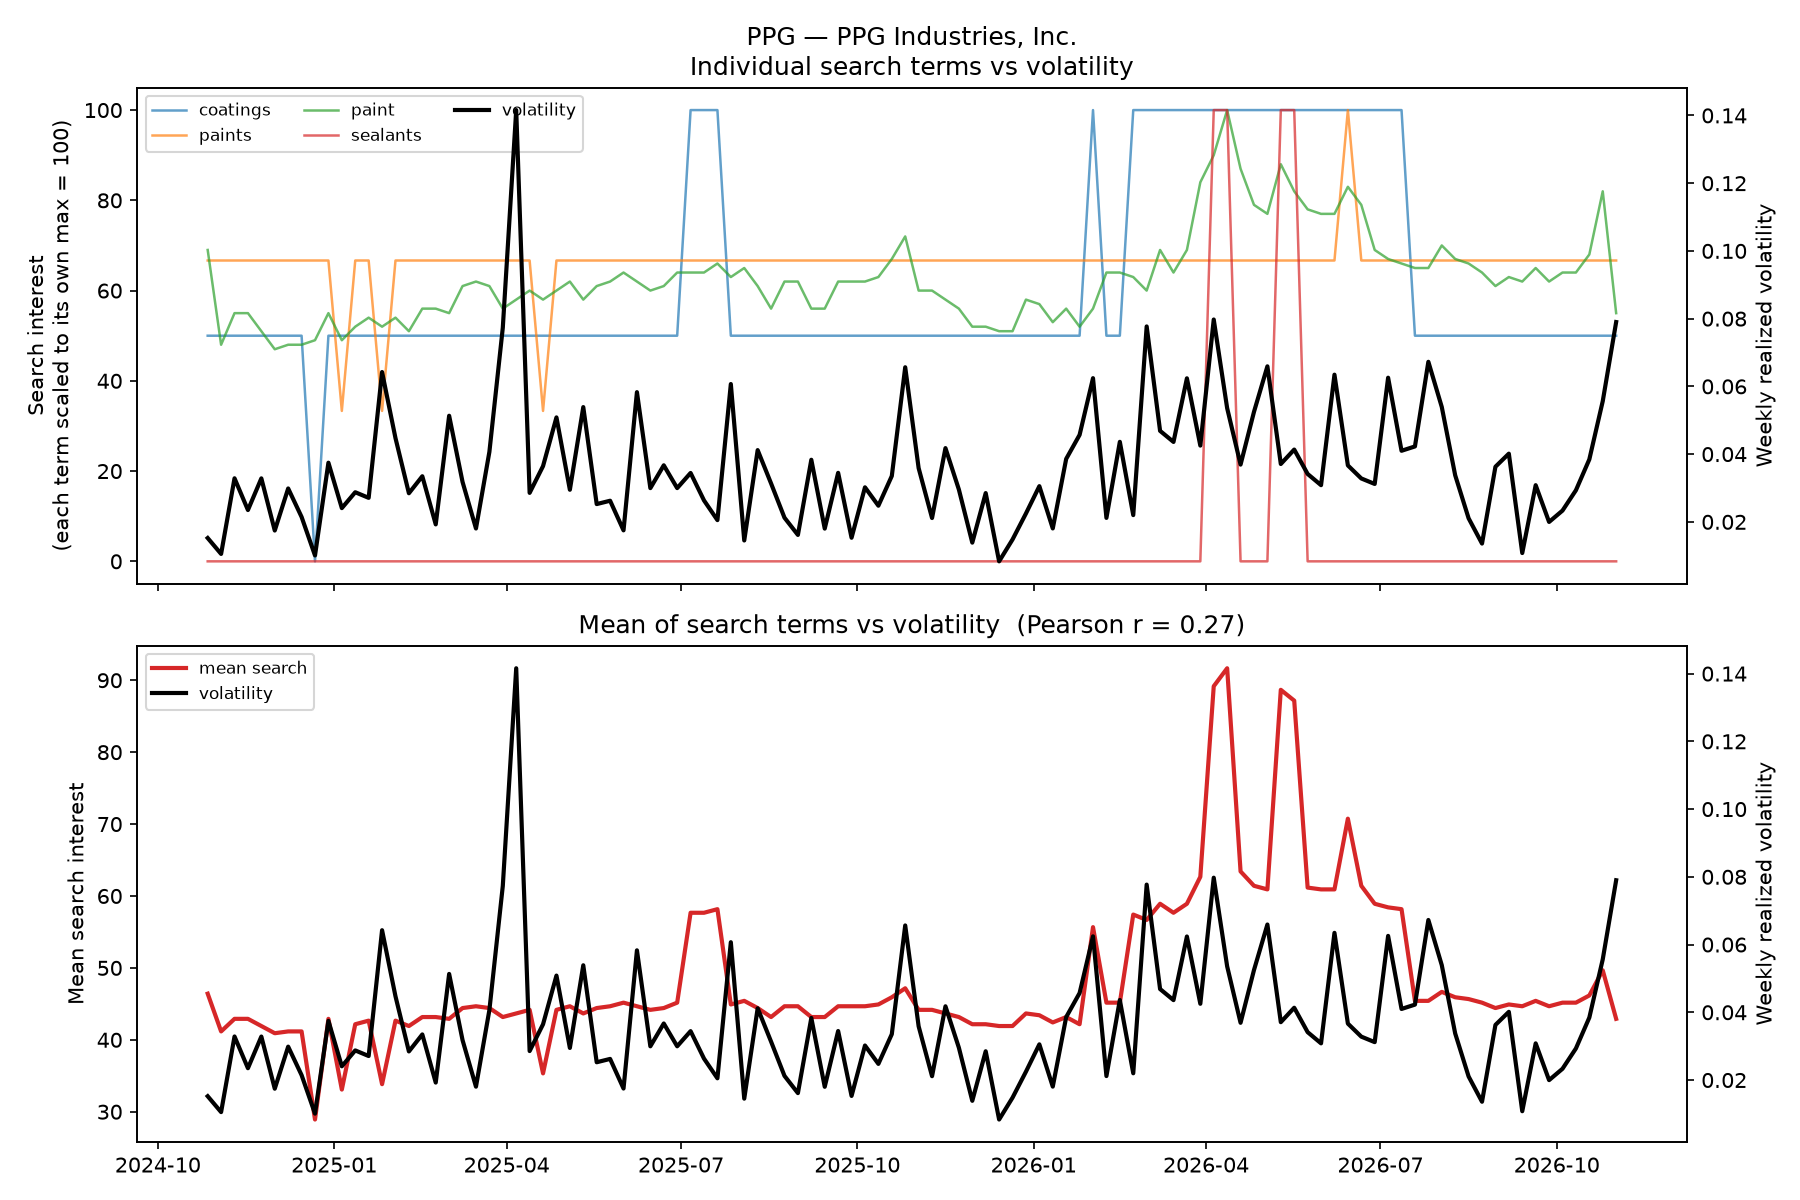 PPG — PPG Industries, Inc.
Individual search terms vs volatility
coatings
paints
paint
sealants
volatility
Search interest
(each term scaled to its own max = 100)
100
80
60
40
20
0
0.14
0.12
0.10
0.08
0.06
0.04
0.02
Weekly realized volatility
Mean of search terms vs volatility (Pearson r = 0.27)
mean search
volatility
Mean search interest
90
80
70
60
50
40
30
0.14
0.12
0.10
0.08
0.06
0.04
0.02
Weekly realized volatility
2024-10
2025-01
2025-04
2025-07
2025-10
2026-01
2026-04
2026-07
2026-10